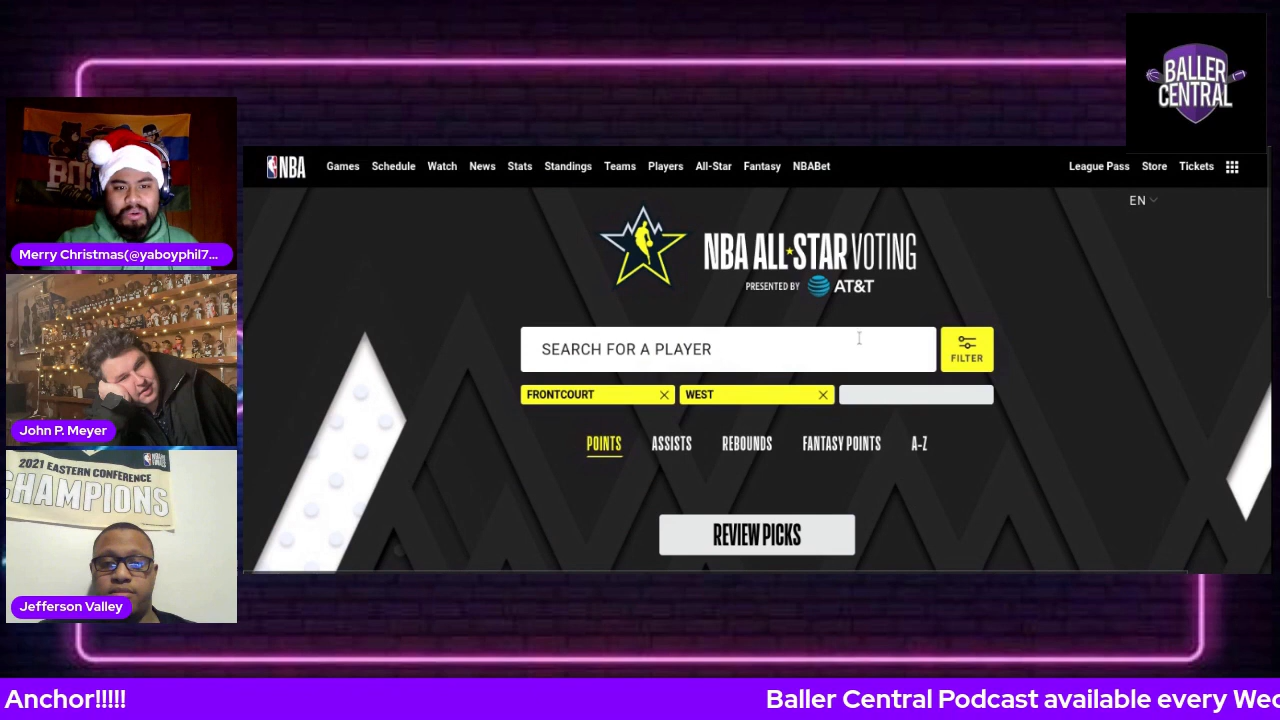 BALLER
CENTRAL
BO
Merry Christmas(@yaboyphil7...
John P. Meyer
2021 EASTERN CONFERENCE
CHAMPIONS
Jefferson Valley
NBA Games Schedule Watch News Stats Standings Teams Players All-Star Fantasy NBABet League Pass Store Tickets
EN
NBA ALL★STAR VOTING
PRESENTED BY AT&T
SEARCH FOR A PLAYER
FILTER
FRONTCOURT WEST
POINTS ASSISTS REBOUNDS FANTASY POINTS A-Z
REVIEW PICKS
Anchor!!!!! Baller Central Podcast available every Wed